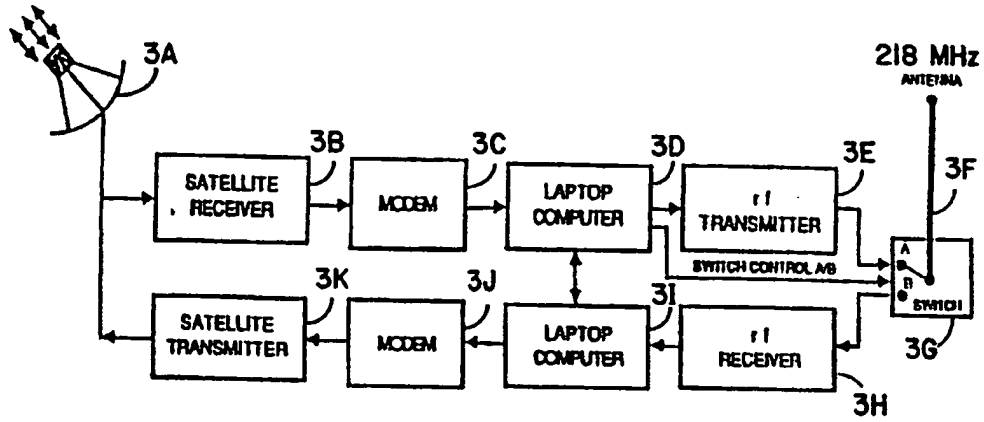 3A
218 MHz
ANTENNA
3B
3C
3D
3E
3F
SATELLITE
RECEIVER
MODEM
LAPTOP
COMPUTER
rf
TRANSMITTER
A
SWITCH CONTROL A/B
B
SWITCH
3K
3J
3I
3G
SATELLITE
TRANSMITTER
MODEM
LAPTOP
COMPUTER
rf
RECEIVER
3H